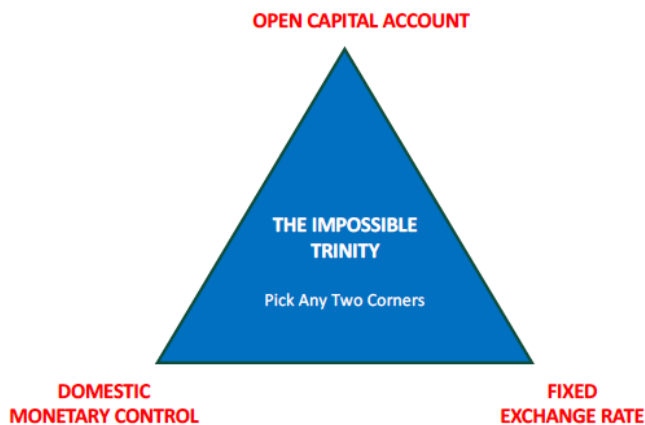 OPEN CAPITAL ACCOUNT
THE IMPOSSIBLE
TRINITY
Pick Any Two Corners
DOMESTIC
MONETARY CONTROL
FIXED
EXCHANGE RATE